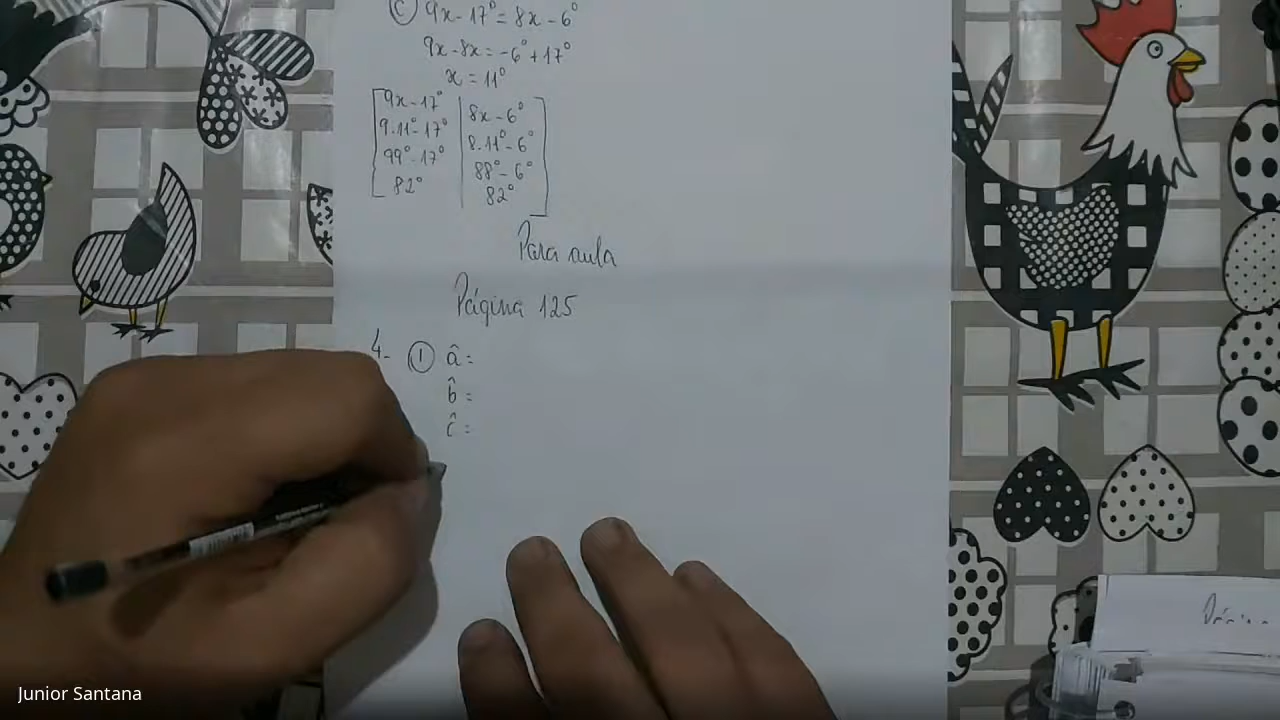 C 9x-17°=8x-6°
9x-8x=-6°+17°
x=11°
9x-17° 8x-6°
9.11°-17° 8.11°-6°
99°-17° 88°-6°
82° 82°
Para aula
Página 125
4- 1 â=
b̂=
ĉ=
Junior Santana